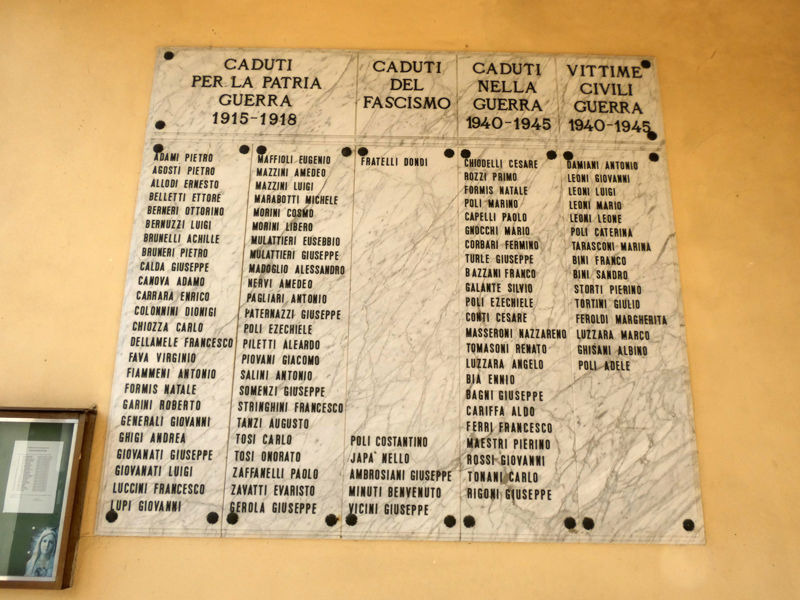 CADUTI
PER LA PATRIA
GUERRA
1915-1918
ADAMI PIETRO
AGOSTI PIETRO
ALLODI ERNESTO
BELLETTI ETTORE
BERNERI OTTORINO
BERNUZZI LUIGI
BRUNELLI ACHILLE
BRUNERI PIETRO
CALDA GIUSEPPE
CANOVA ADAMO
CARRARA ENRICO
COLONNINI DIONIGI
CHIOZZA CARLO
DELLAMELE FRANCESCO
FAVA VIRGINIO
FIAMMENI ANTONIO
FORMIS NATALE
GARINI ROBERTO
GENERALI GIOVANNI
GHIGI ANDREA
GIOVANATI GIUSEPPE
GIOVANATI LUIGI
LUCCINI FRANCESCO
LUPI GIOVANNI
MAFFIOLI EUGENIO
MAZZINI AMEDEO
MAZZINI LUIGI
MARABOTTI MICHELE
MORINI COSMO
MORINI LIBERO
MULATTIERI EUSEBBIO
MULATTIERI GIUSEPPE
MADOGLIO ALESSANDRO
NERVI AMEDEO
PAGLIARI ANTONIO
PATERNAZZI GIUSEPPE
POLI EZECHIELE
PILETTI ALEARDO
PIOVANI GIACOMO
SALINI ANTONIO
SOMENZI GIUSEPPE
STRINGHINI FRANCESCO
TANZI AUGUSTO
TOSI CARLO
TOSI ONORATO
ZAFFANELLI PAOLO
ZAVATTI EVARISTO
GEROLA GIUSEPPE
CADUTI
DEL
FASCISMO
FRATELLI DONDI
POLI COSTANTINO
JAPA' NELLO
AMBROSIANI GIUSEPPE
MINUTI BENVENUTO
VICINI GIUSEPPE
CADUTI
NELLA
GUERRA
1940-1945
CHIODELLI CESARE
ROZZI PRIMO
FORMIS NATALE
POLI MARINO
CAPELLI PAOLO
GNOCCHI MARIO
CORBARI FERMINO
TURLE GIUSEPPE
BAZZANI FRANCO
GALANTE SILVIO
POLI EZECHIELE
CONTI CESARE
MASSERONI NAZZARENO
TOMASONI RENATO
LUZZARA ANGELO
BIA ENNIO
BAGNI GIUSEPPE
CARIFFA ALDO
FERRI FRANCESCO
MAESTRI PIERINO
ROSSI GIOVANNI
TONANI CARLO
RIGONI GIUSEPPE
VITTIME
CIVILI
GUERRA
1940-1945
DAMIANI ANTONIO
LEONI GIOVANNI
LEONI LUIGI
LEONI MARIO
LEONI LEONE
POLI CATERINA
TARASCONI MARINA
BINI FRANCO
BINI SANDRO
STORTI PIERINO
TORTINI GIULIO
FEROLDI MARGHERITA
LUZZARA MARCO
GHISANI ALBINO
POLI ADELE